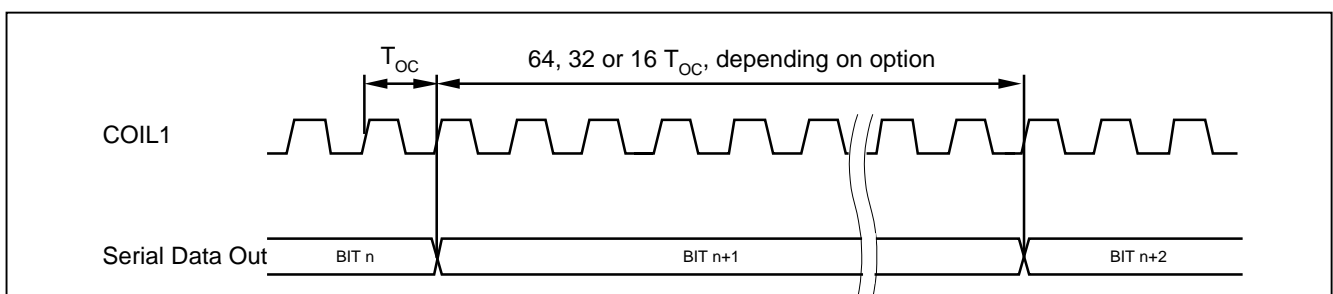 T_OC
64, 32 or 16 T_OC, depending on option
COIL1
Serial Data Out
BIT n
BIT n+1
BIT n+2